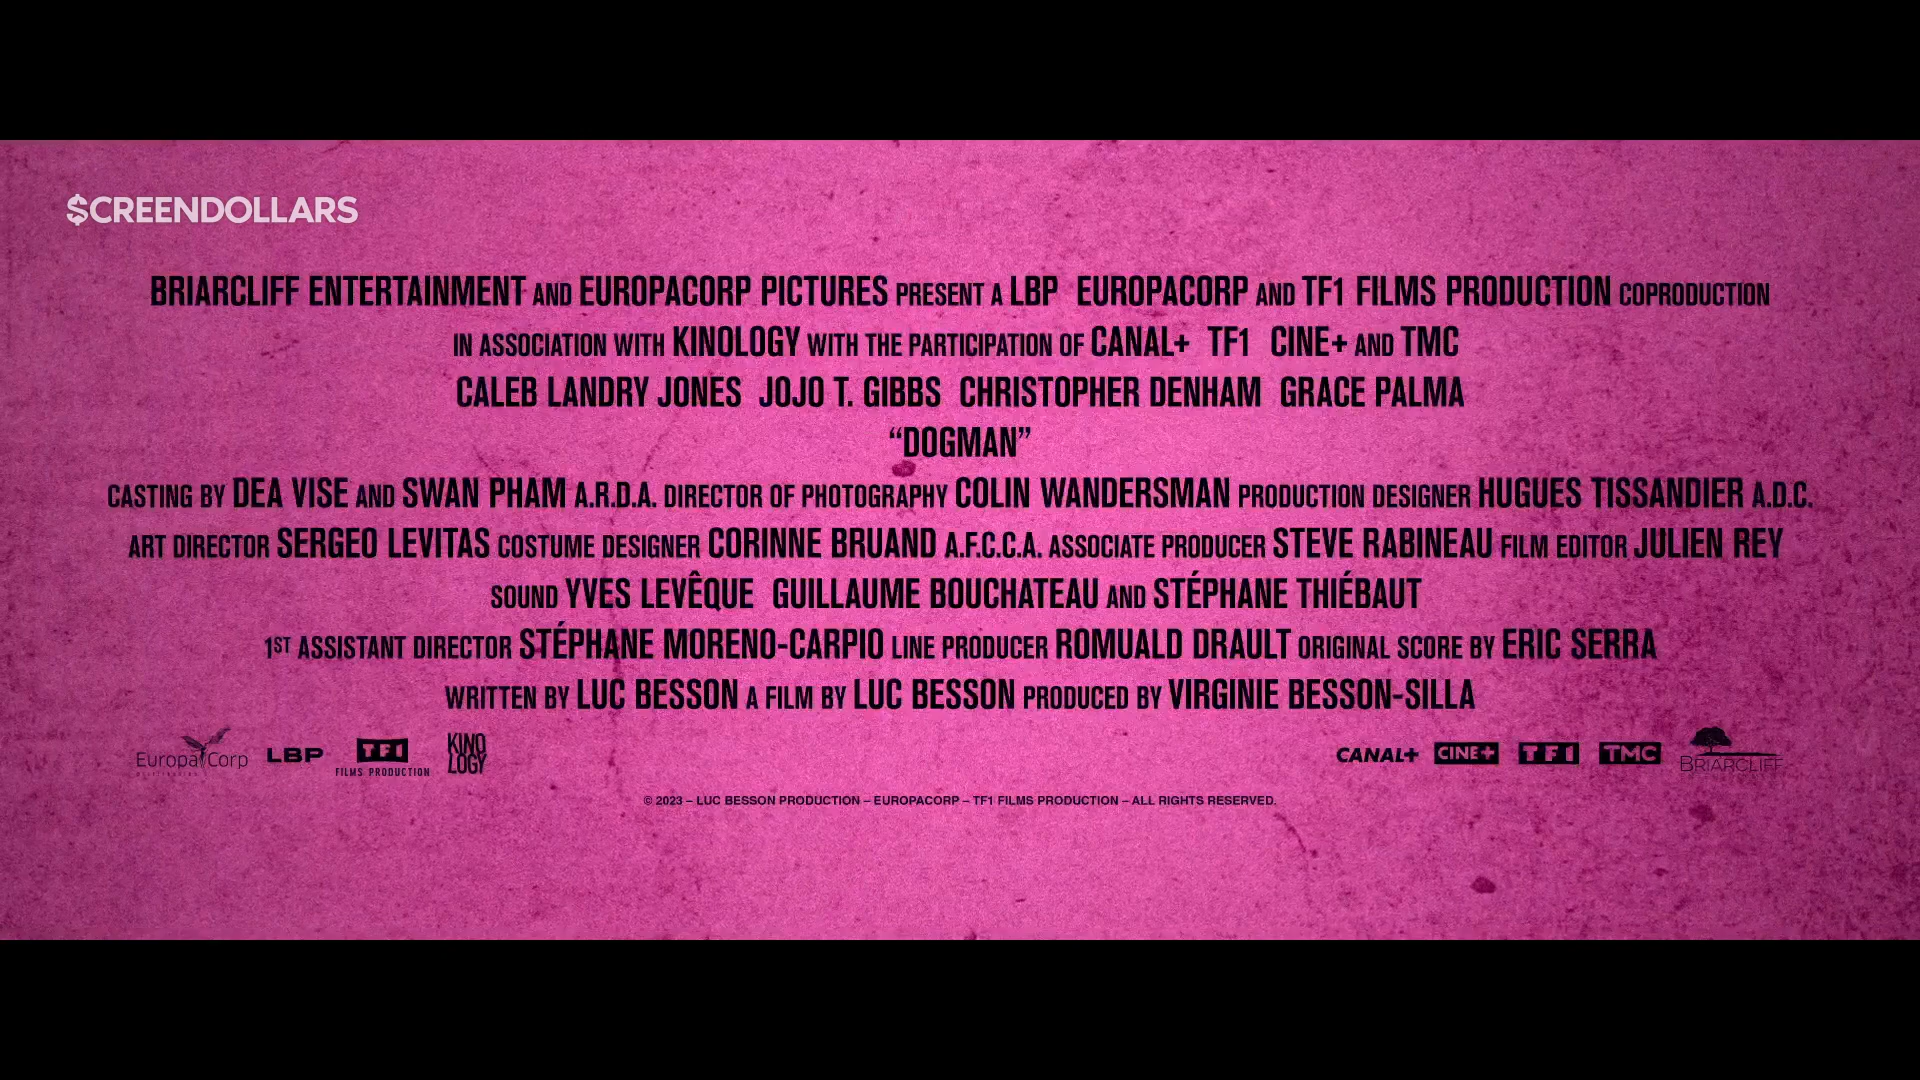 $CREENDOLLARS
BRIARCLIFF ENTERTAINMENT AND EUROPACORP PICTURES PRESENT A LBP EUROPACORP AND TF1 FILMS PRODUCTION COPRODUCTION
IN ASSOCIATION WITH KINOLOGY WITH THE PARTICIPATION OF CANAL+ TF1 CINE+ AND TMC
CALEB LANDRY JONES JOJO T. GIBBS CHRISTOPHER DENHAM GRACE PALMA
“DOGMAN”
CASTING BY DEA VISE AND SWAN PHAM A.R.D.A. DIRECTOR OF PHOTOGRAPHY COLIN WANDERSMAN PRODUCTION DESIGNER HUGUES TISSANDIER A.D.C.
ART DIRECTOR SERGEO LEVITAS COSTUME DESIGNER CORINNE BRUAND A.F.C.C.A. ASSOCIATE PRODUCER STEVE RABINEAU FILM EDITOR JULIEN REY
SOUND YVES LEVÊQUE GUILLAUME BOUCHATEAU AND STÉPHANE THIÉBAUT
1ST ASSISTANT DIRECTOR STÉPHANE MORENO-CARPIO LINE PRODUCER ROMUALD DRAULT ORIGINAL SCORE BY ERIC SERRA
WRITTEN BY LUC BESSON A FILM BY LUC BESSON PRODUCED BY VIRGINIE BESSON-SILLA
EuropaCorp LBP TF1 FILMS PRODUCTION KINOLOGY CANAL+ CINE+ TF1 TMC BRIARCLIFF
© 2023 – LUC BESSON PRODUCTION – EUROPACORP – TF1 FILMS PRODUCTION – ALL RIGHTS RESERVED.